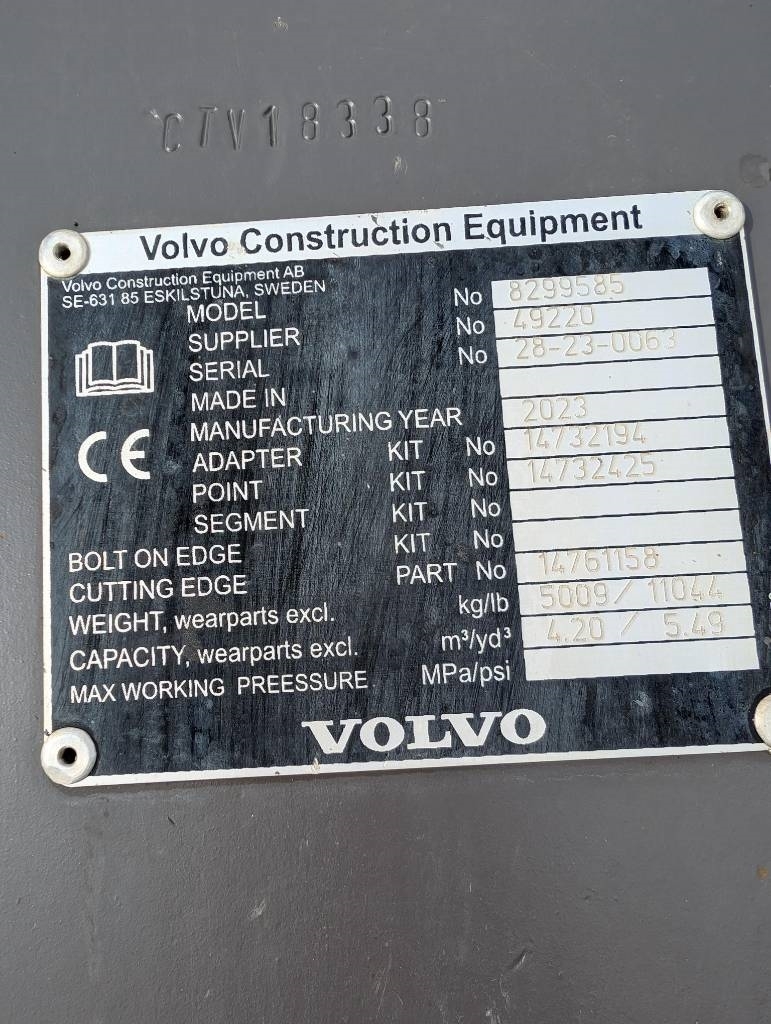 CTV18338
Volvo Construction Equipment
Volvo Construction Equipment AB
SE-631 85 ESKILSTUNA, SWEDEN
MODEL No 8299585
SUPPLIER No 49220
SERIAL No 28-23-0063
MADE IN
MANUFACTURING YEAR 2023
CE
ADAPTER KIT No 14732194
POINT KIT No 14732425
SEGMENT KIT No
BOLT ON EDGE KIT No
CUTTING EDGE PART No 14761158
WEIGHT, wearparts excl. kg/lb 5009 / 11044
CAPACITY, wearparts excl. m³/yd³ 4.20 / 5.49
MAX WORKING PREESSURE MPa/psi
VOLVO